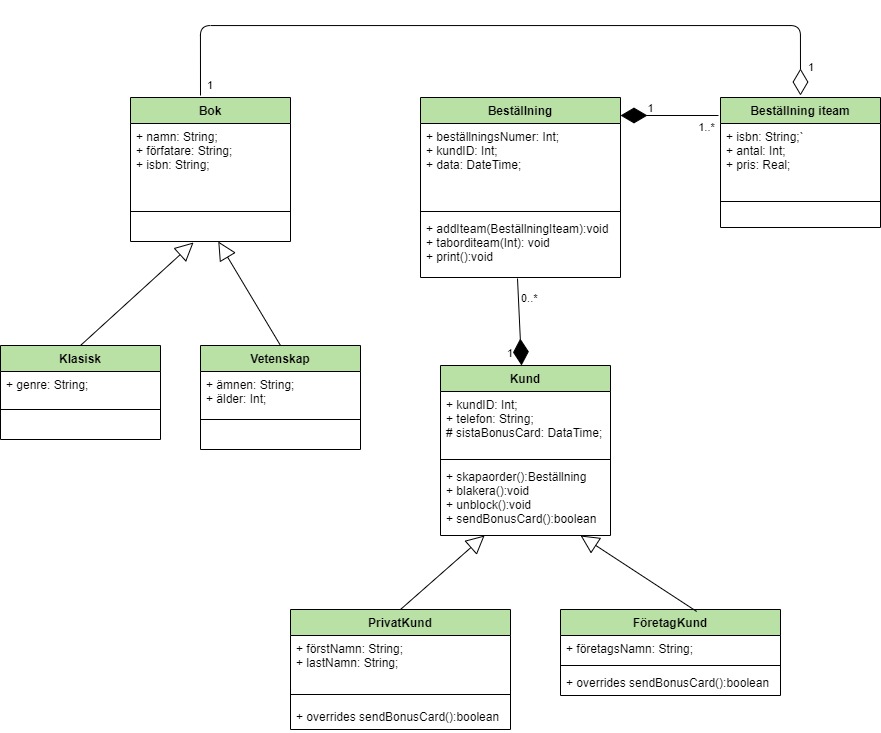 1
1
Bok
+ namn: String;
+ förfatare: String;
+ isbn: String;
Beställning
+ beställningsNumer: Int;
+ kundID: Int;
+ data: DateTime;
+ addIteam(BeställningIteam):void
+ taborditeam(Int): void
+ print():void
1
1..*
Beställning iteam
+ isbn: String;`
+ antal: Int;
+ pris: Real;
0..*
1
Klasisk
+ genre: String;
Vetenskap
+ ämnen: String;
+ älder: Int;
Kund
+ kundID: Int;
+ telefon: String;
# sistaBonusCard: DataTime;
+ skapaorder():Beställning
+ blakera():void
+ unblock():void
+ sendBonusCard():boolean
PrivatKund
+ förstNamn: String;
+ lastNamn: String;
+ overrides sendBonusCard():boolean
FöretagKund
+ företagsNamn: String;
+ overrides sendBonusCard():boolean